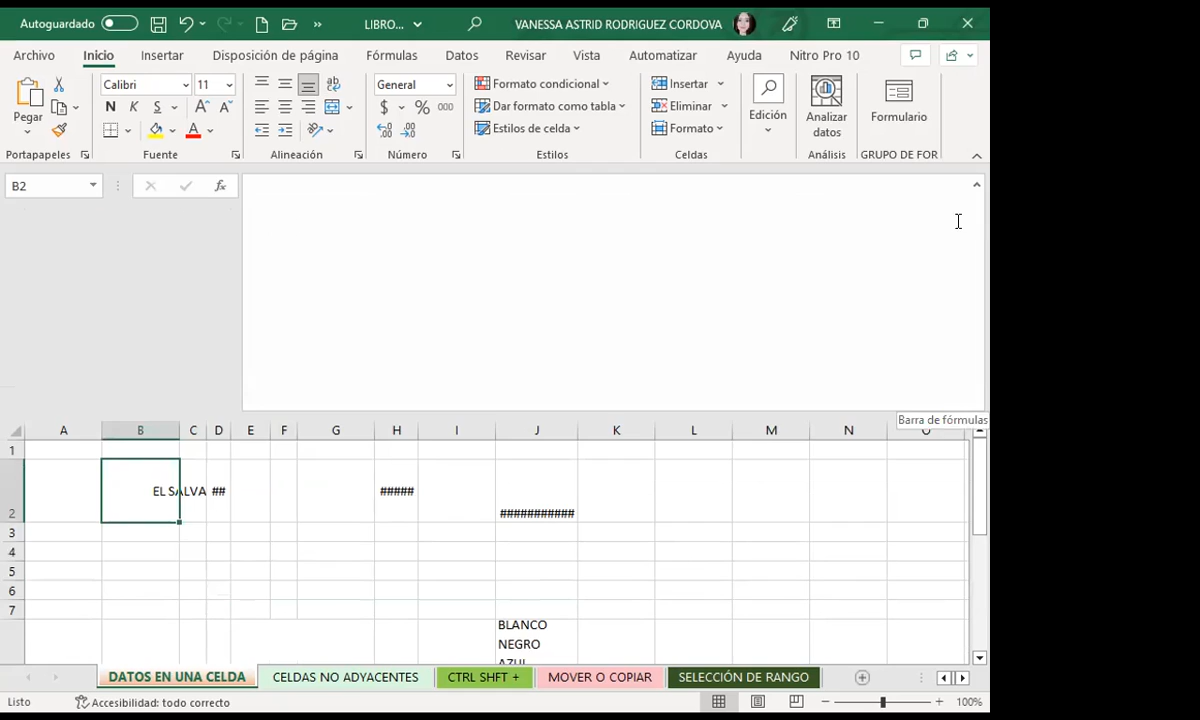 Autoguardado LIBRO... VANESSA ASTRID RODRIGUEZ CORDOVA
Archivo Inicio Insertar Disposición de página Fórmulas Datos Revisar Vista Automatizar Ayuda Nitro Pro 10
Calibri 11 General Formato condicional Insertar
Pegar N K S A A $ % 000 Dar formato como tabla Eliminar Edición Analizar datos Formulario
A Estilos de celda Formato
Portapapeles Fuente Alineación Número Estilos Celdas Análisis GRUPO DE FOR
B2 fx
Barra de fórmulas
A B C D E F G H I J K L M N O
1
EL SALVA ## #####
2 ###########
3
4
5
6
7
BLANCO
NEGRO
AZUL
DATOS EN UNA CELDA CELDAS NO ADYACENTES CTRL SHFT + MOVER O COPIAR SELECCIÓN DE RANGO
Listo Accesibilidad: todo correcto 100%